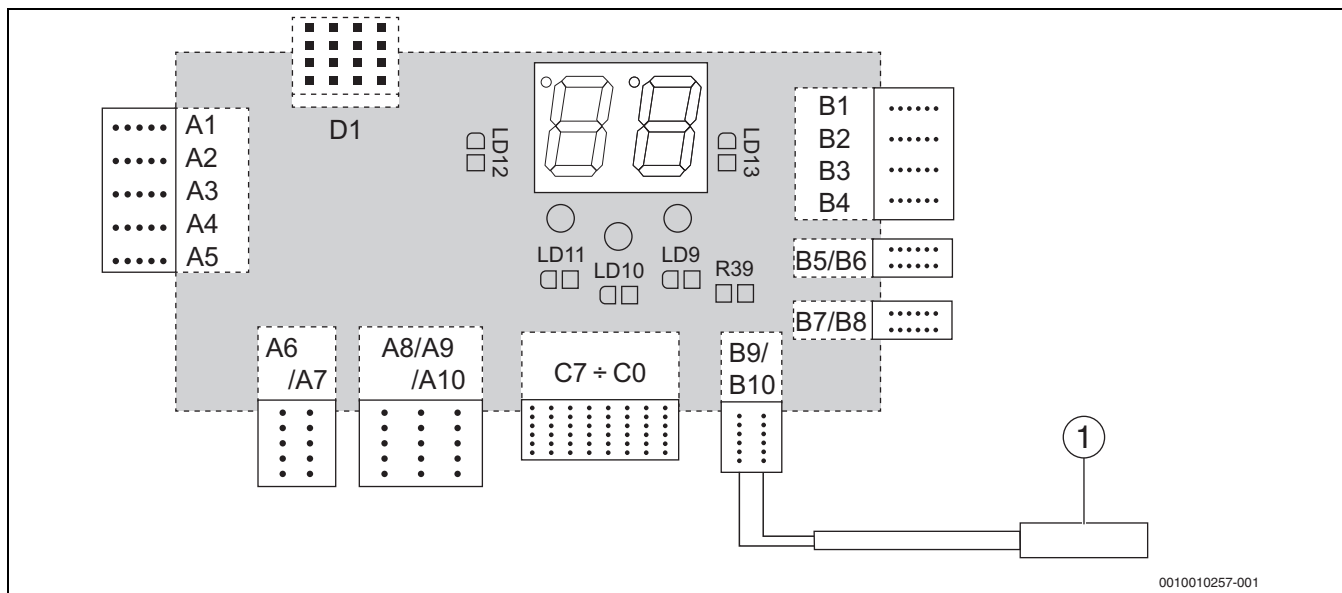 D1
A1
A2
A3
A4
A5
LD12
LD13
B1
B2
B3
B4
LD11
LD10
LD9
R39
B5/B6
B7/B8
A6
/A7
A8/A9
/A10
C7 ÷ C0
B9/
B10
1
0010010257-001